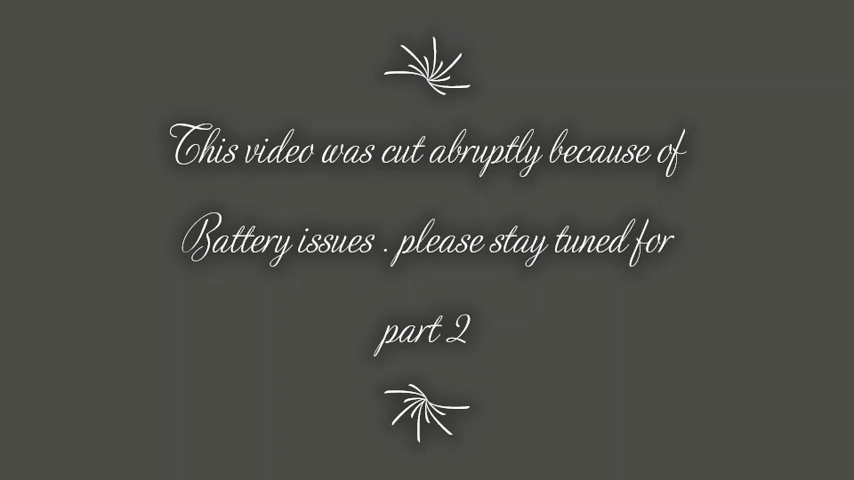 This video was cut abruptly because of
Battery issues . please stay tuned for
part 2